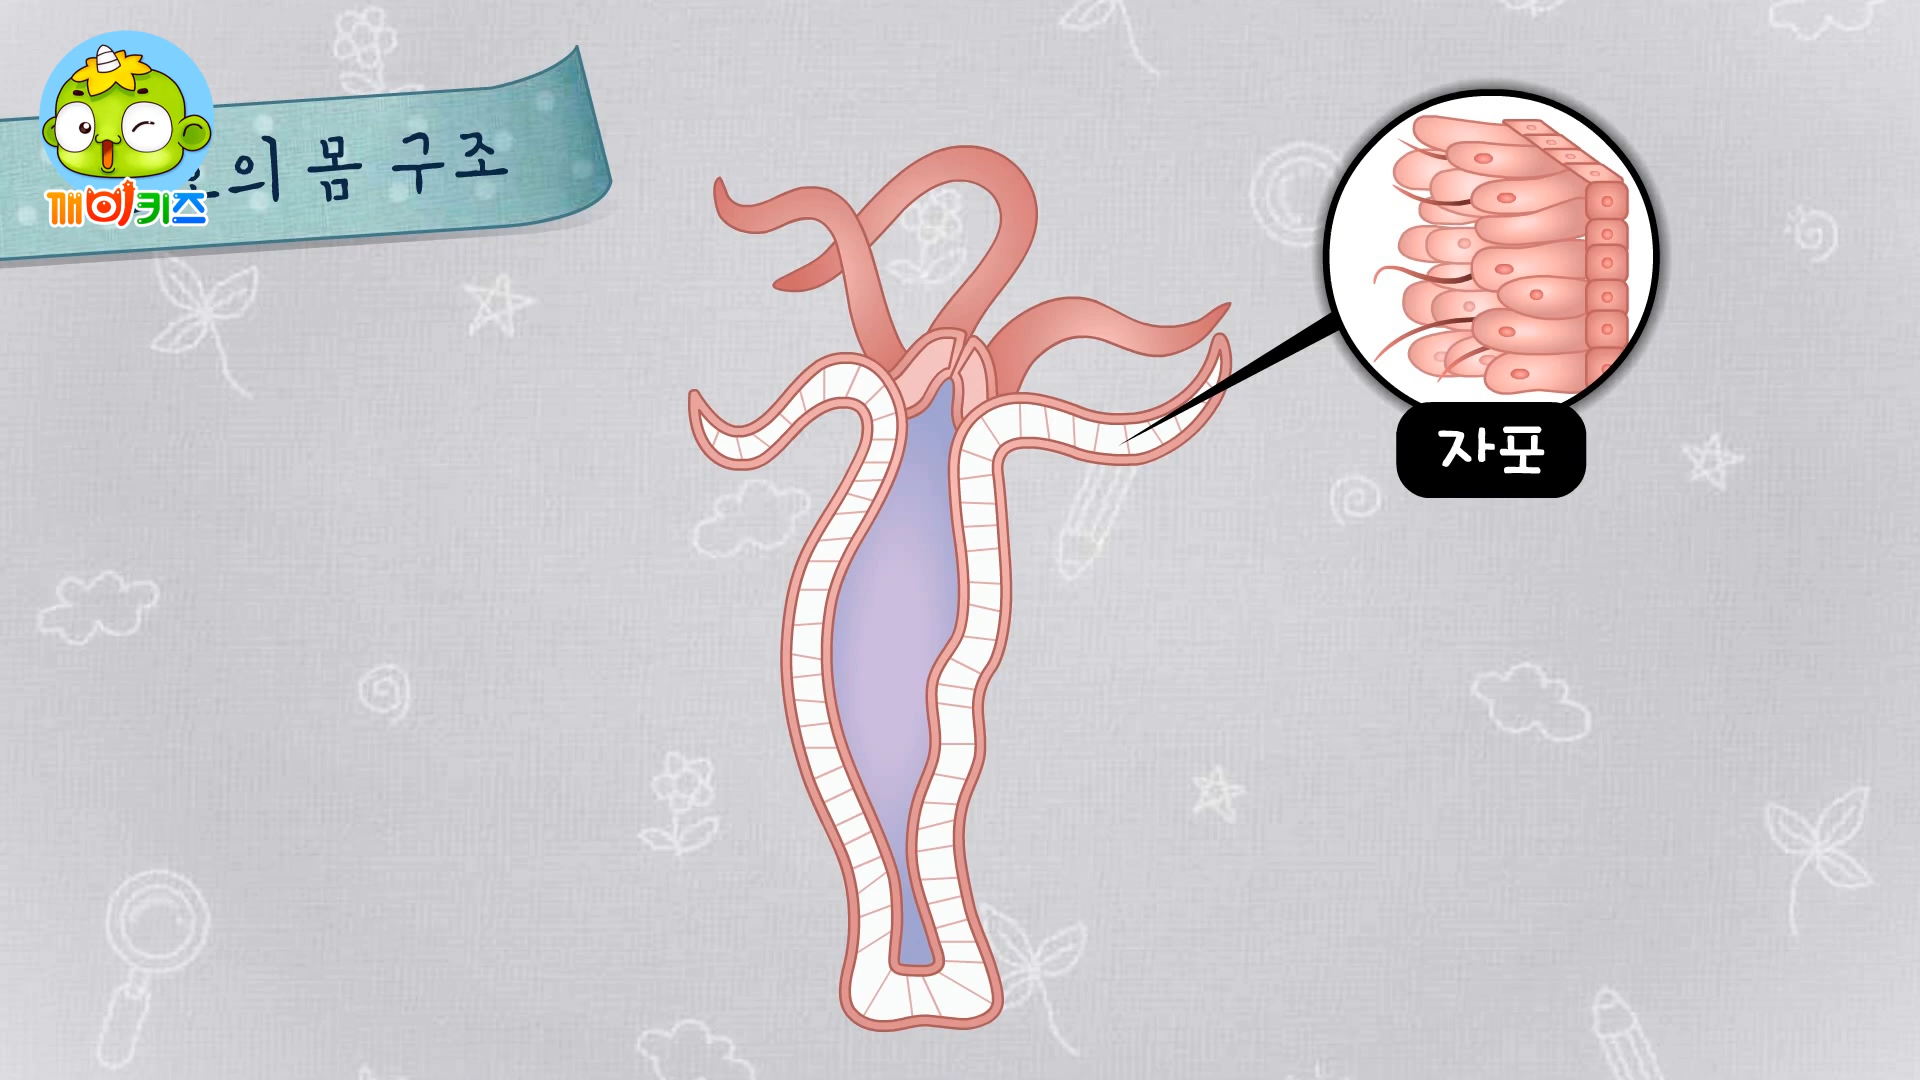 의 몸 구조
깨비키즈
자포